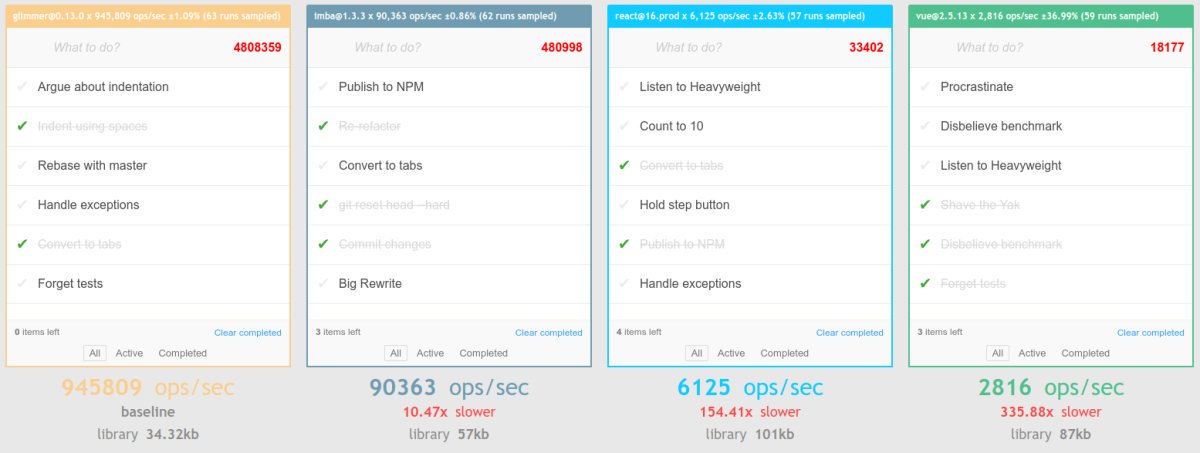 glimmer@0.13.0 x 945,809 ops/sec ±1.09% (63 runs sampled)
What to do? 4808359
Argue about indentation
Indent using spaces
Rebase with master
Handle exceptions
Convert to tabs
Forget tests
0 items left Clear completed
All Active Completed
945809 ops/sec
baseline
library 34.32kb
imba@1.3.3 x 90,363 ops/sec ±0.86% (62 runs sampled)
What to do? 480998
Publish to NPM
Re-refactor
Convert to tabs
git reset head --hard
Commit changes
Big Rewrite
3 items left Clear completed
All Active Completed
90363 ops/sec
10.47x slower
library 57kb
react@16.prod x 6,125 ops/sec ±2.63% (57 runs sampled)
What to do? 33402
Listen to Heavyweight
Count to 10
Convert to tabs
Hold step button
Publish to NPM
Handle exceptions
4 items left Clear completed
All Active Completed
6125 ops/sec
154.41x slower
library 101kb
vue@2.5.13 x 2,816 ops/sec ±36.99% (59 runs sampled)
What to do? 18177
Procrastinate
Disbelieve benchmark
Listen to Heavyweight
Shave the Yak
Disbelieve benchmark
Forget tests
3 items left Clear completed
All Active Completed
2816 ops/sec
335.88x slower
library 87kb